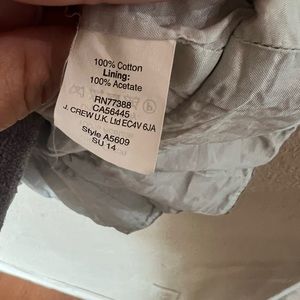 100% Cotton
Lining:
100% Acetate
RN77388
CA56445
J. CREW U.K. Ltd EC4V 6JA
Style A5609
SU 14